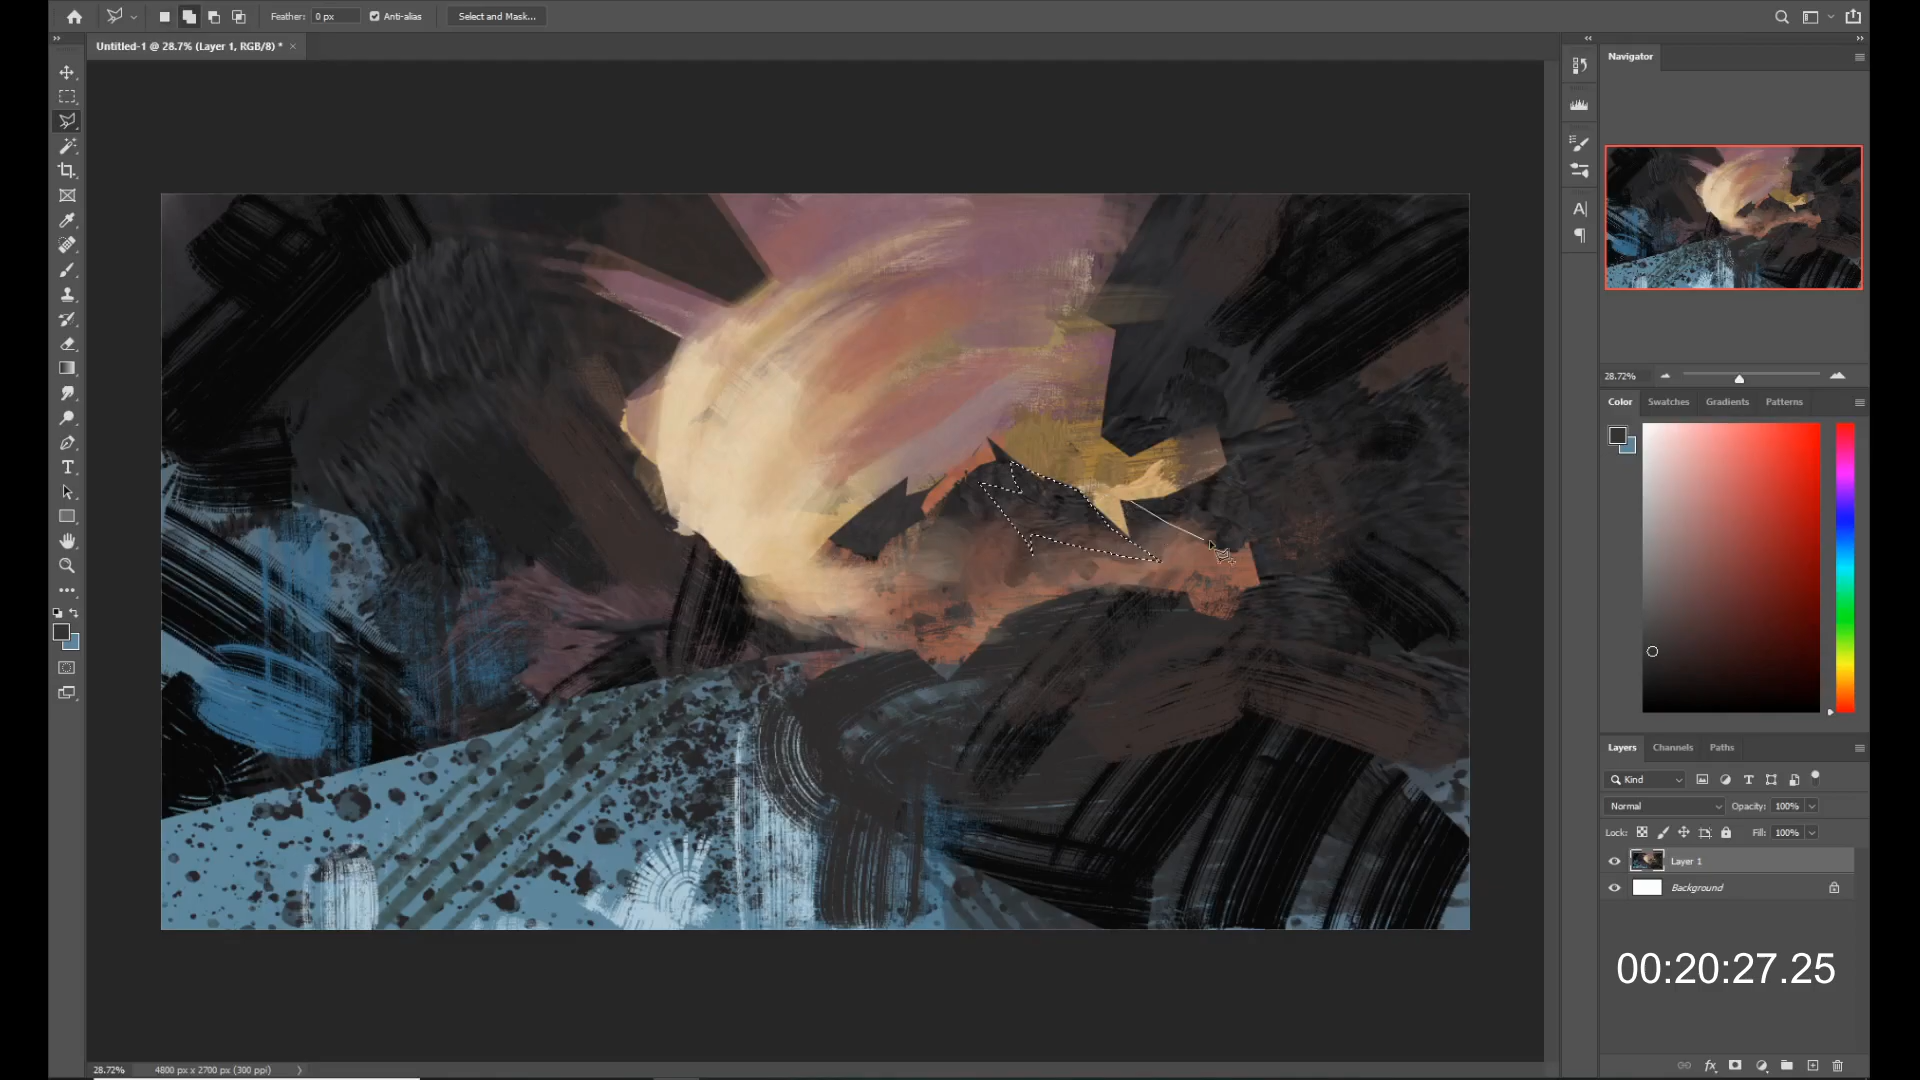 Feather: 0 px Anti-alias Select and Mask...
Untitled-1 @ 28.7% (Layer 1, RGB/8) *
Navigator
28.72%
Color Swatches Gradients Patterns
Layers Channels Paths
Kind
Normal Opacity: 100%
Lock: Fill: 100%
Layer 1
Background
00:20:27.25
28.72% 4800 px x 2700 px (300 ppi)